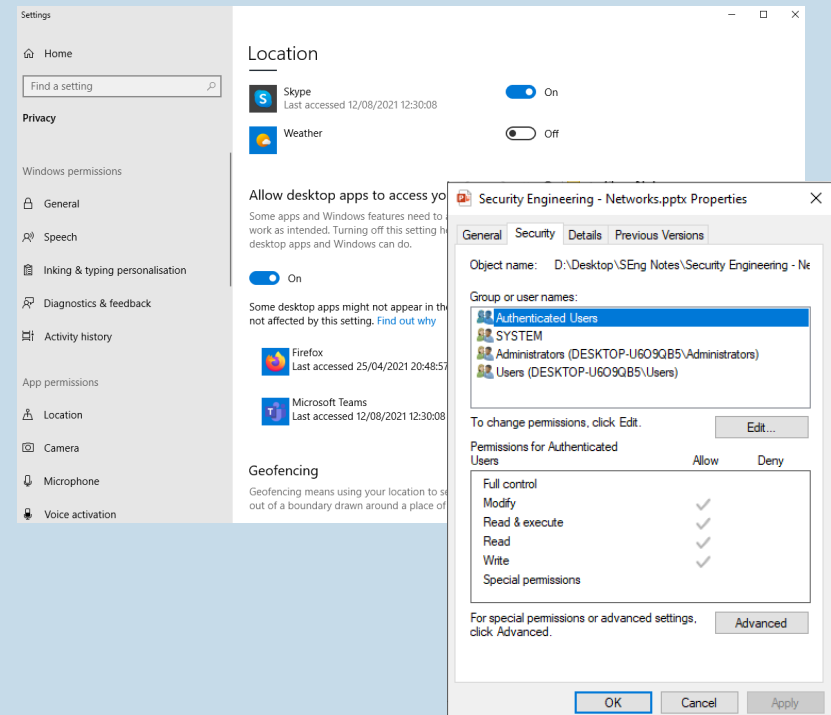 Settings
Home
Find a setting
Privacy
Windows permissions
General
Speech
Inking & typing personalisation
Diagnostics & feedback
Activity history
App permissions
Location
Camera
Microphone
Voice activation
Location
Skype
Last accessed 12/08/2021 12:30:08
On
Weather
Off
Allow desktop apps to access yo
Some apps and Windows features need to
work as intended. Turning off this setting
desktop apps and Windows can do.
On
Some desktop apps might not appear in the
not affected by this setting. Find out why
Firefox
Last accessed 25/04/2021 20:48:57
Microsoft Teams
Last accessed 12/08/2021 12:30:08
Geofencing
Geofencing means using your location to se
out of a boundary drawn around a place of
Security Engineering - Networks.pptx Properties
General Security Details Previous Versions
Object name: D:\Desktop\SEng Notes\Security Engineering - Ne
Group or user names:
Authenticated Users
SYSTEM
Administrators (DESKTOP-U6O9QB5\Administrators)
Users (DESKTOP-U6O9QB5\Users)
To change permissions, click Edit.
Edit...
Permissions for Authenticated
Users Allow Deny
Full control
Modify
Read & execute
Read
Write
Special permissions
For special permissions or advanced settings,
click Advanced.
Advanced
OK Cancel Apply